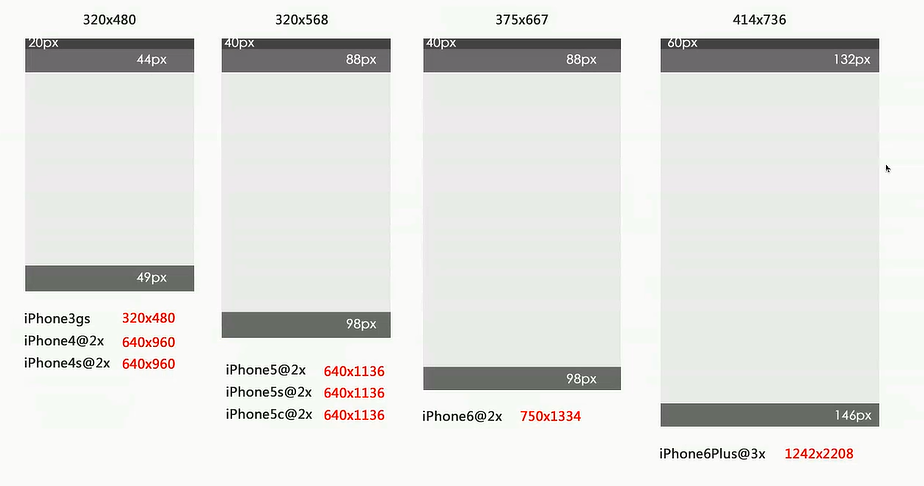 320x480
20px
44px
49px
iPhone3gs 320x480
iPhone4@2x 640x960
iPhone4s@2x 640x960
320x568
40px
88px
98px
iPhone5@2x 640x1136
iPhone5s@2x 640x1136
iPhone5c@2x 640x1136
375x667
40px
88px
98px
iPhone6@2x 750x1334
414x736
60px
132px
146px
iPhone6Plus@3x 1242x2208